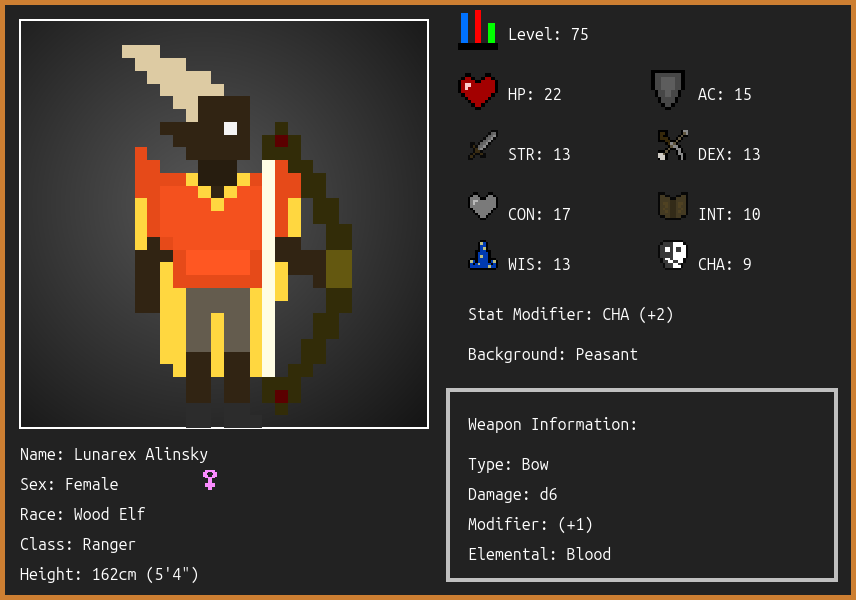 Level: 75
HP: 22
AC: 15
STR: 13
DEX: 13
CON: 17
INT: 10
WIS: 13
CHA: 9
Stat Modifier: CHA (+2)
Background: Peasant
Weapon Information:
Type: Bow
Damage: d6
Modifier: (+1)
Elemental: Blood
Name: Lunarex Alinsky
Sex: Female
Race: Wood Elf
Class: Ranger
Height: 162cm (5'4")